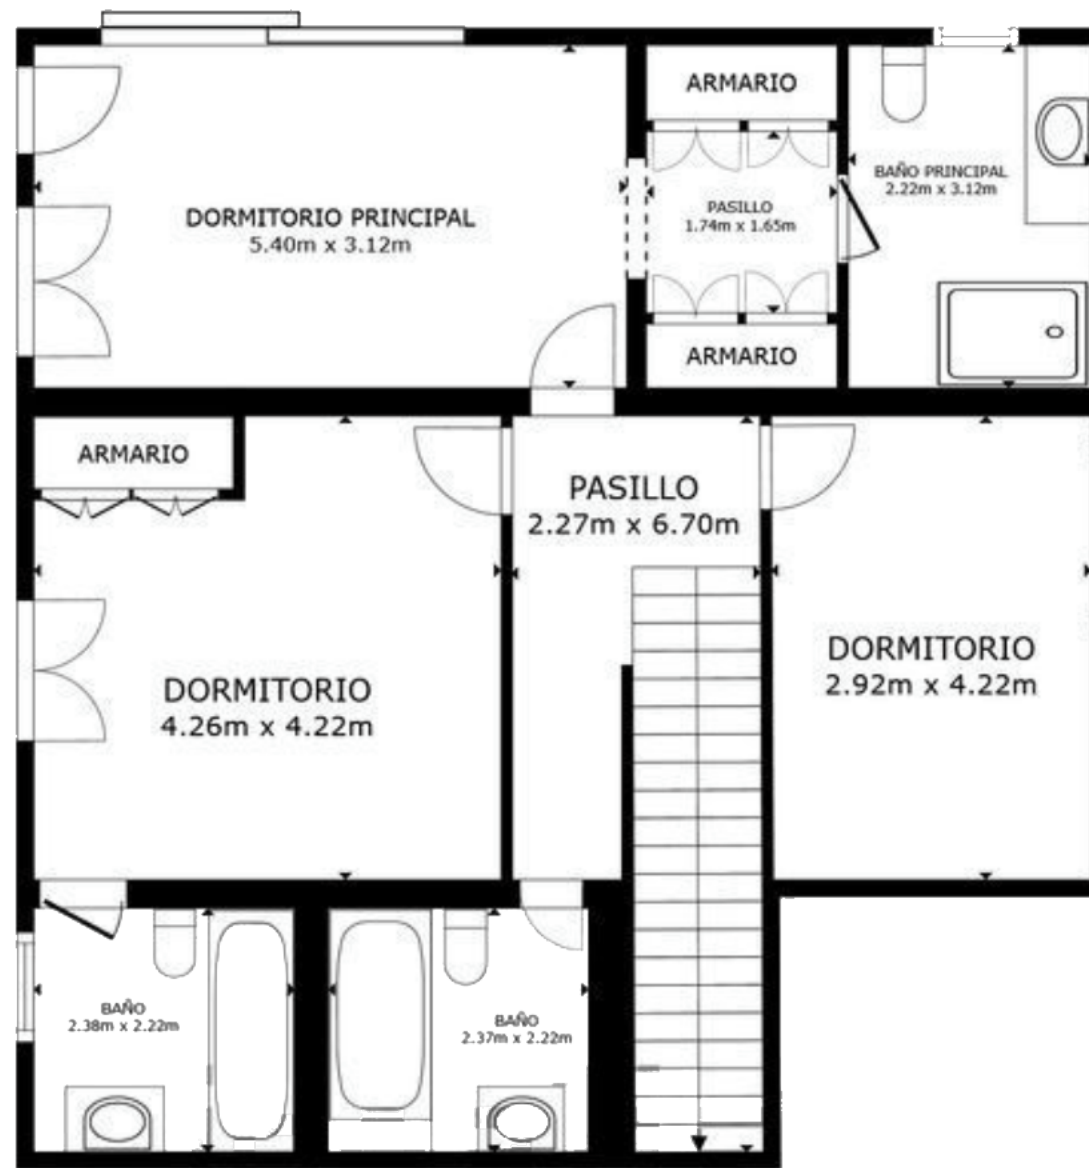 ARMARIO
BAÑO PRINCIPAL
2.22m x 3.12m
DORMITORIO PRINCIPAL
5.40m x 3.12m
PASILLO
1.74m x 1.65m
ARMARIO
ARMARIO
PASILLO
2.27m x 6.70m
DORMITORIO
4.26m x 4.22m
DORMITORIO
2.92m x 4.22m
BAÑO
2.38m x 2.22m
BAÑO
2.37m x 2.22m